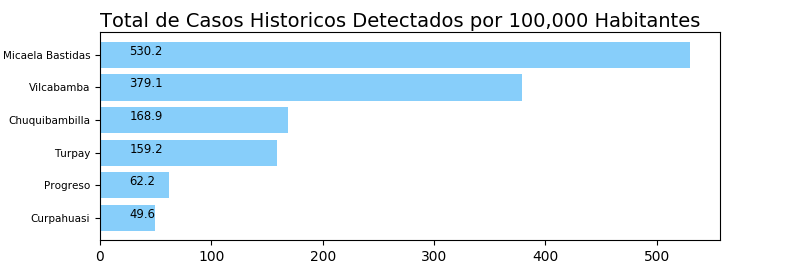 Total de Casos Historicos Detectados por 100,000 Habitantes
Micaela Bastidas 530.2
Vilcabamba 379.1
Chuquibambilla 168.9
Turpay 159.2
Progreso 62.2
Curpahuasi 49.6
0 100 200 300 400 500